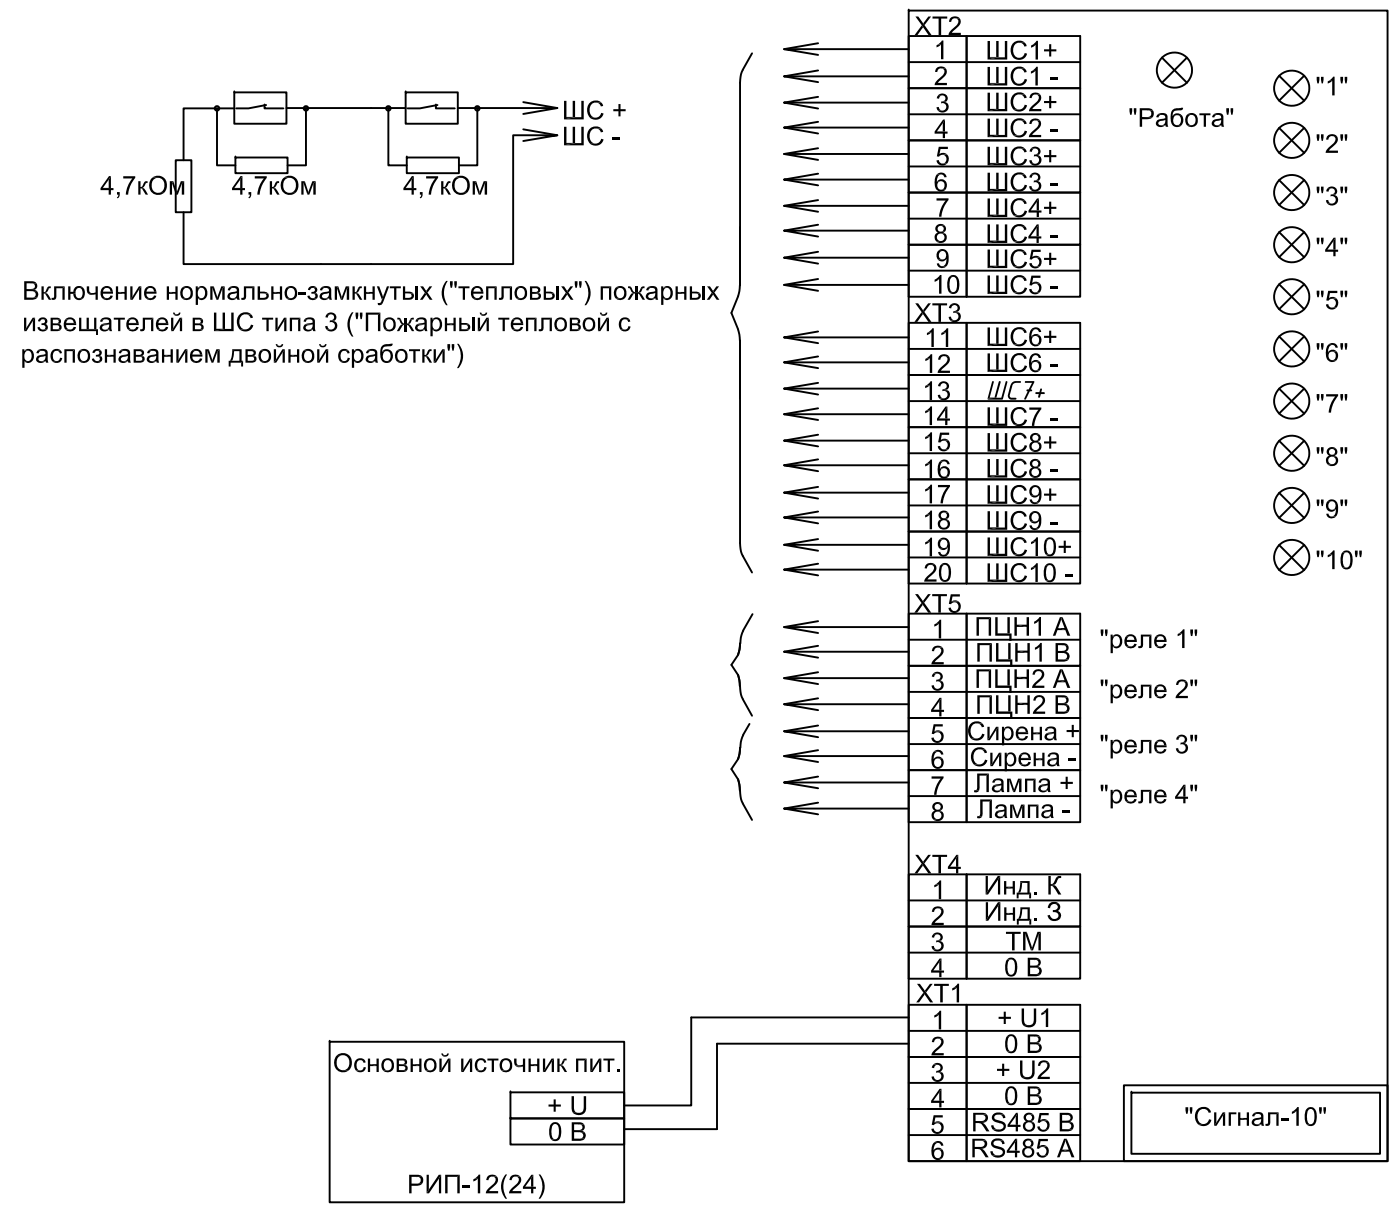 ШС +
ШС -
4,7кОм
4,7кОм
4,7кОм
Включение нормально-замкнутых ("тепловых") пожарных
извещателей в ШС типа 3 ("Пожарный тепловой с
распознаванием двойной сработки")
XT2
1 ШС1+
2 ШС1 -
3 ШС2+
4 ШС2 -
5 ШС3+
6 ШС3 -
7 ШС4+
8 ШС4 -
9 ШС5+
10 ШС5 -
XT3
11 ШС6+
12 ШС6 -
13 ШС7+
14 ШС7 -
15 ШС8+
16 ШС8 -
17 ШС9+
18 ШС9 -
19 ШС10+
20 ШС10 -
XT5
1 ПЦН1 А
2 ПЦН1 В
3 ПЦН2 А
4 ПЦН2 В
5 Сирена +
6 Сирена -
7 Лампа +
8 Лампа -
"реле 1"
"реле 2"
"реле 3"
"реле 4"
XT4
1 Инд. К
2 Инд. З
3 ТМ
4 0 В
XT1
1 + U1
2 0 В
3 + U2
4 0 В
5 RS485 B
6 RS485 A
"Работа"
"1"
"2"
"3"
"4"
"5"
"6"
"7"
"8"
"9"
"10"
"Сигнал-10"
Основной источник пит.
+ U
0 В
РИП-12(24)